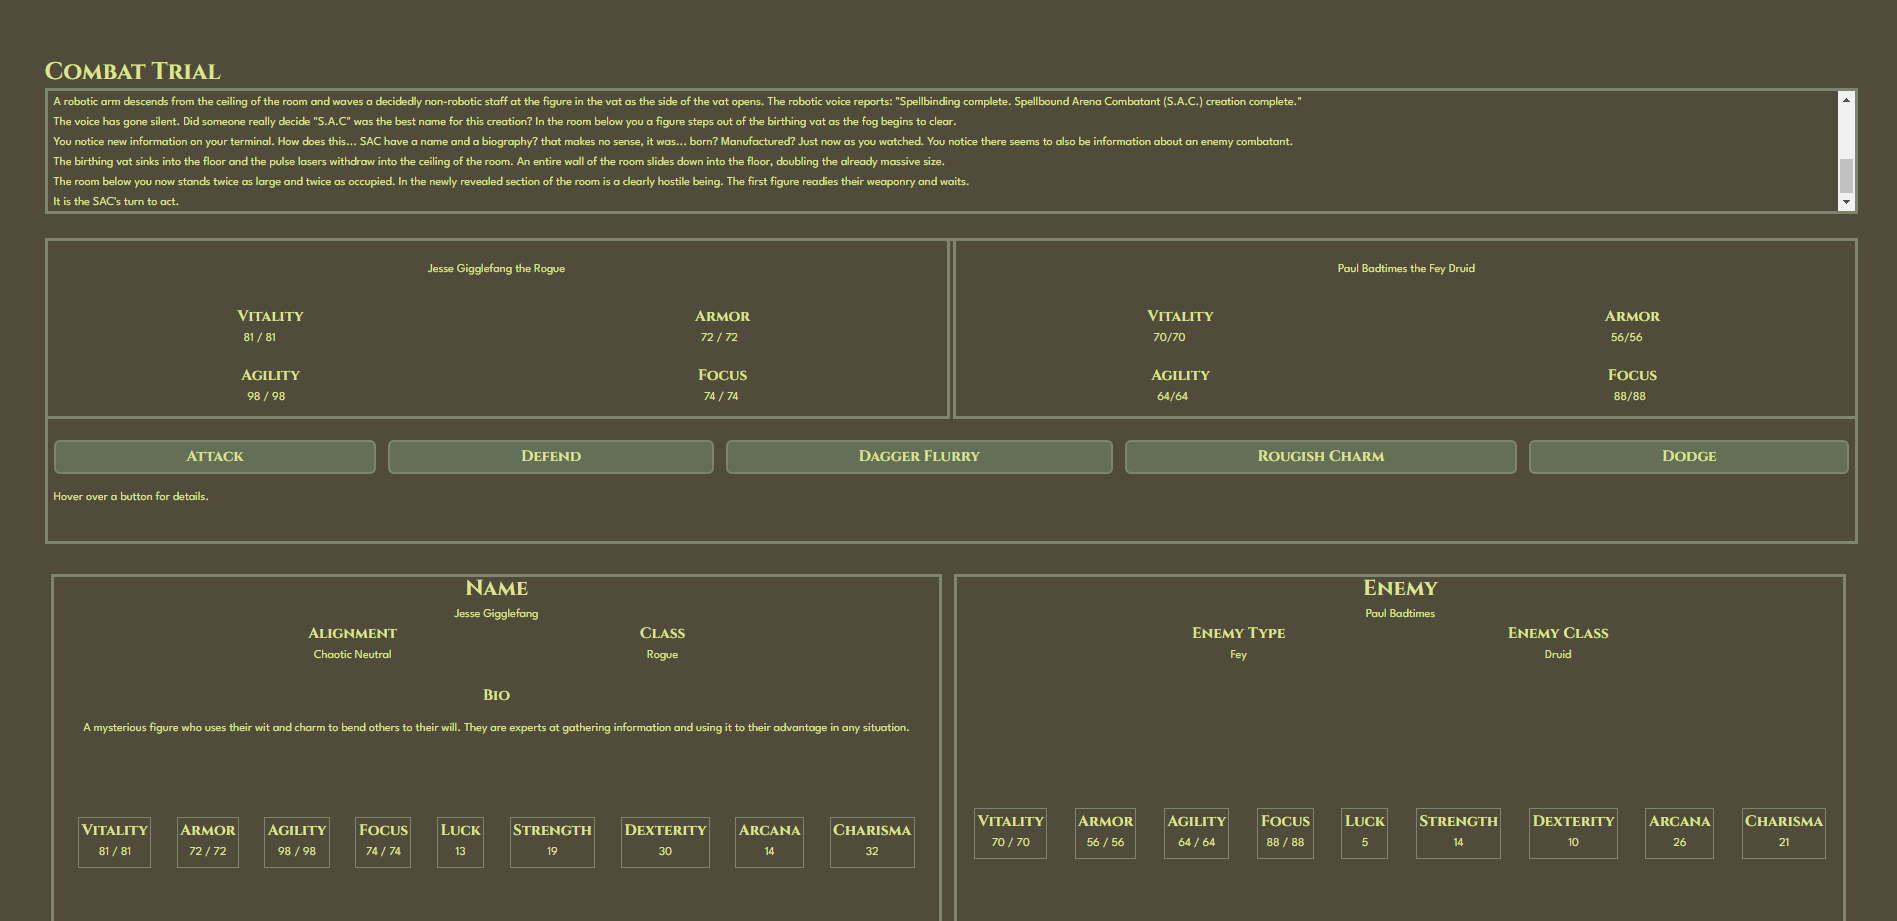 Combat Trial
A robotic arm descends from the ceiling of the room and waves a decidedly non-robotic staff at the figure in the vat as the side of the vat opens. The robotic voice reports: "Spellbinding complete. Spellbound Arena Combatant (S.A.C.) creation complete."
The voice has gone silent. Did someone really decide "S.A.C" was the best name for this creation? In the room below you a figure steps out of the birthing vat as the fog begins to clear.
You notice new information on your terminal. How does this... SAC have a name and a biography? that makes no sense, it was... born? Manufactured? Just now as you watched. You notice there seems to also be information about an enemy combatant.
The birthing vat sinks into the floor and the pulse lasers withdraw into the ceiling of the room. An entire wall of the room slides down into the floor, doubling the already massive size.
The room below you now stands twice as large and twice as occupied. In the newly revealed section of the room is a clearly hostile being. The first figure readies their weaponry and waits.
It is the SAC's turn to act.
Jesse Gigglefang the Rogue
Vitality Armor
81 / 81 72 / 72
Agility Focus
98 / 98 74 / 74
Paul Badtimes the Fey Druid
Vitality Armor
70/70 56/56
Agility Focus
64/64 88/88
Attack Defend Dagger Flurry Rougish Charm Dodge
Hover over a button for details.
Name
Jesse Gigglefang
Alignment Class
Chaotic Neutral Rogue
Bio
A mysterious figure who uses their wit and charm to bend others to their will. They are experts at gathering information and using it to their advantage in any situation.
Vitality Armor Agility Focus Luck Strength Dexterity Arcana Charisma
81 / 81 72 / 72 98 / 98 74 / 74 13 19 30 14 32
Enemy
Paul Badtimes
Enemy Type Enemy Class
Fey Druid
Vitality Armor Agility Focus Luck Strength Dexterity Arcana Charisma
70 / 70 56 / 56 64 / 64 88 / 88 5 14 10 26 21